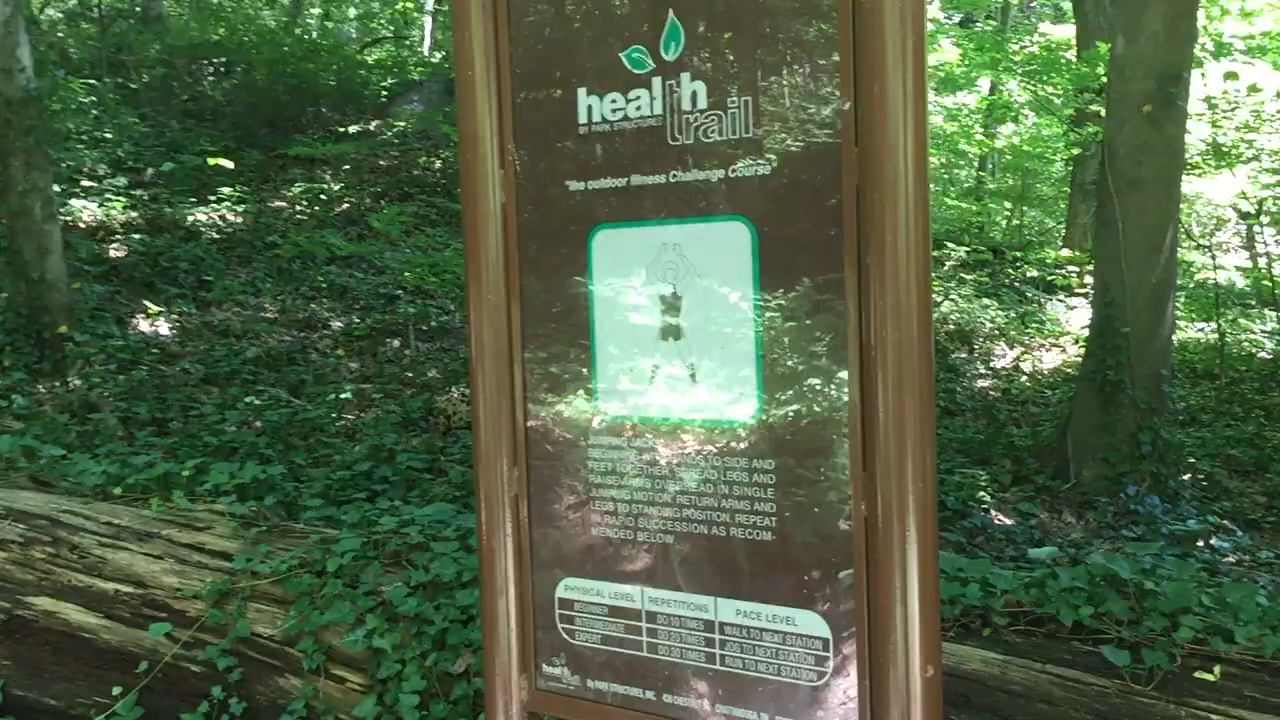 health
trail
BY PARK STRUCTURES
"the outdoor fitness Challenge Course"
JUMPING JACK
BEGINNING WITH ARMS TO SIDE AND
FEET TOGETHER, SPREAD LEGS AND
RAISE ARMS OVERHEAD IN SINGLE
JUMPING MOTION. RETURN ARMS AND
LEGS TO STANDING POSITION. REPEAT
IN RAPID SUCCESSION AS RECOM-
MENDED BELOW.
PHYSICAL LEVEL REPETITIONS PACE LEVEL
BEGINNER DO 10 TIMES WALK TO NEXT STATION
INTERMEDIATE DO 20 TIMES JOG TO NEXT STATION
EXPERT DO 30 TIMES RUN TO NEXT STATION
health
By PARK STRUCTURES, INC.